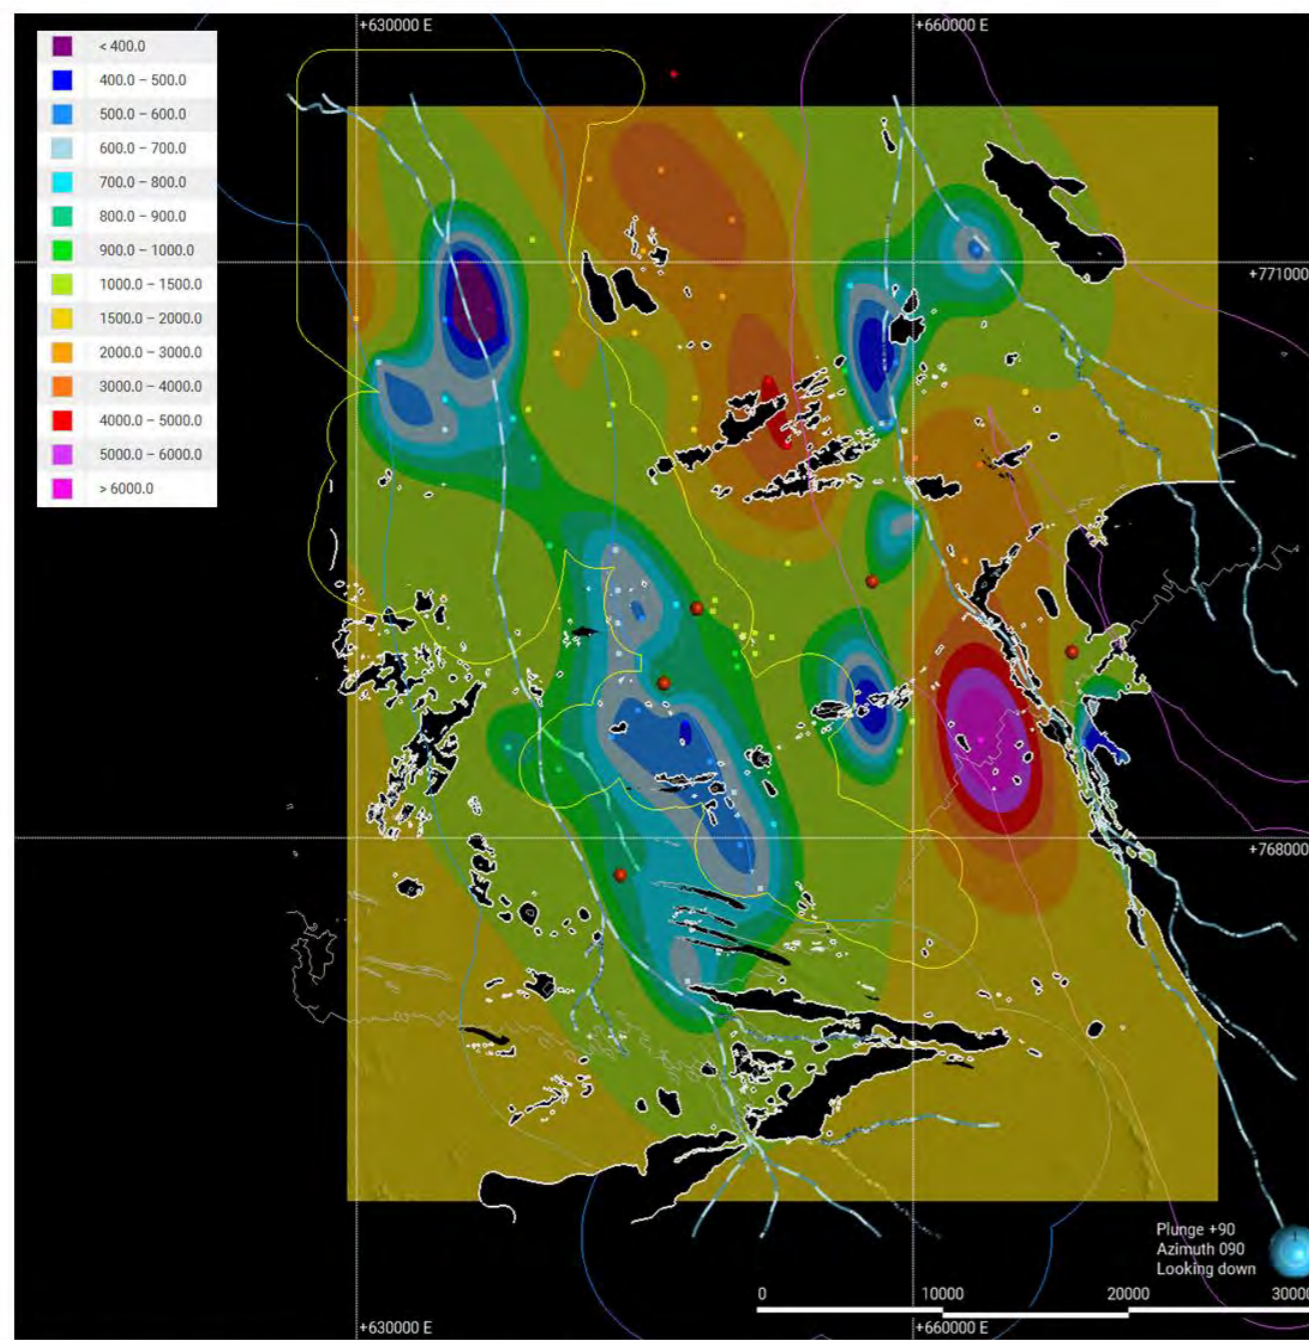 +630000 E
+660000 E
< 400.0
400.0 – 500.0
500.0 – 600.0
600.0 – 700.0
700.0 – 800.0
800.0 – 900.0
900.0 – 1000.0
1000.0 – 1500.0
1500.0 – 2000.0
2000.0 – 3000.0
3000.0 – 4000.0
4000.0 – 5000.0
5000.0 – 6000.0
> 6000.0
+771000
+768000
Plunge +90
Azimuth 090
Looking down
0 10000 20000 30000
+630000 E
+660000 E